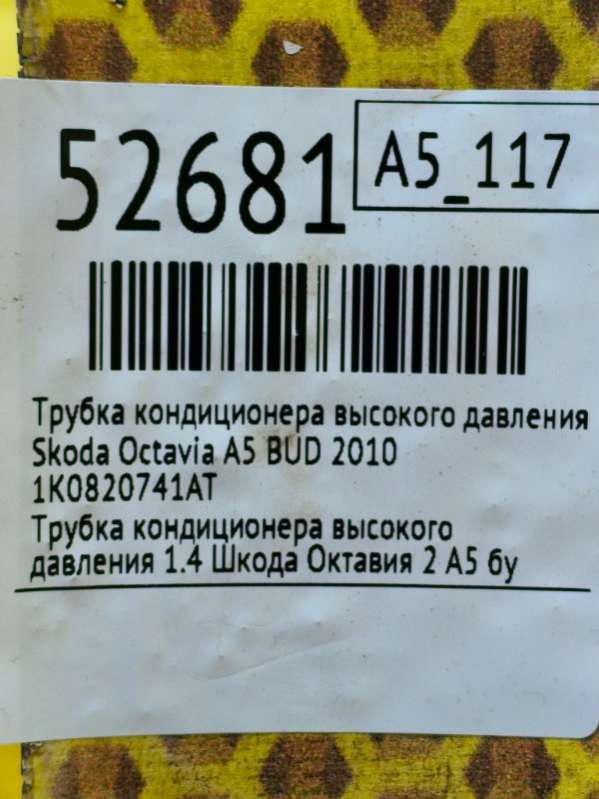 52681
A5_117
Трубка кондиционера высокого давления
Skoda Octavia A5 BUD 2010
1K0820741AT
Трубка кондиционера высокого
давления 1.4 Шкода Октавия 2 А5 бу